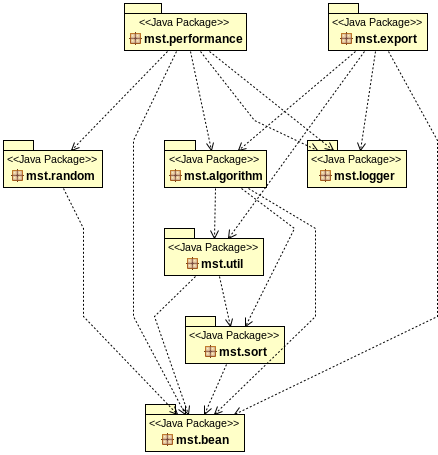 <<Java Package>>
mst.performance
<<Java Package>>
mst.export
<<Java Package>>
mst.random
<<Java Package>>
mst.algorithm
<<Java Package>>
mst.logger
<<Java Package>>
mst.util
<<Java Package>>
mst.sort
<<Java Package>>
mst.bean